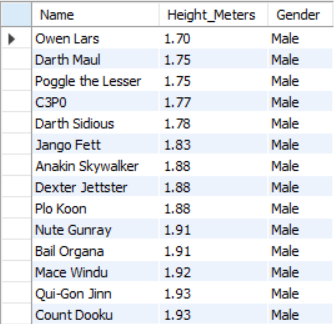 Name Height_Meters Gender
Owen Lars 1.70 Male
Darth Maul 1.75 Male
Poggle the Lesser 1.75 Male
C3P0 1.77 Male
Darth Sidious 1.78 Male
Jango Fett 1.83 Male
Anakin Skywalker 1.88 Male
Dexter Jettster 1.88 Male
Plo Koon 1.88 Male
Nute Gunray 1.91 Male
Bail Organa 1.91 Male
Mace Windu 1.92 Male
Qui-Gon Jinn 1.93 Male
Count Dooku 1.93 Male